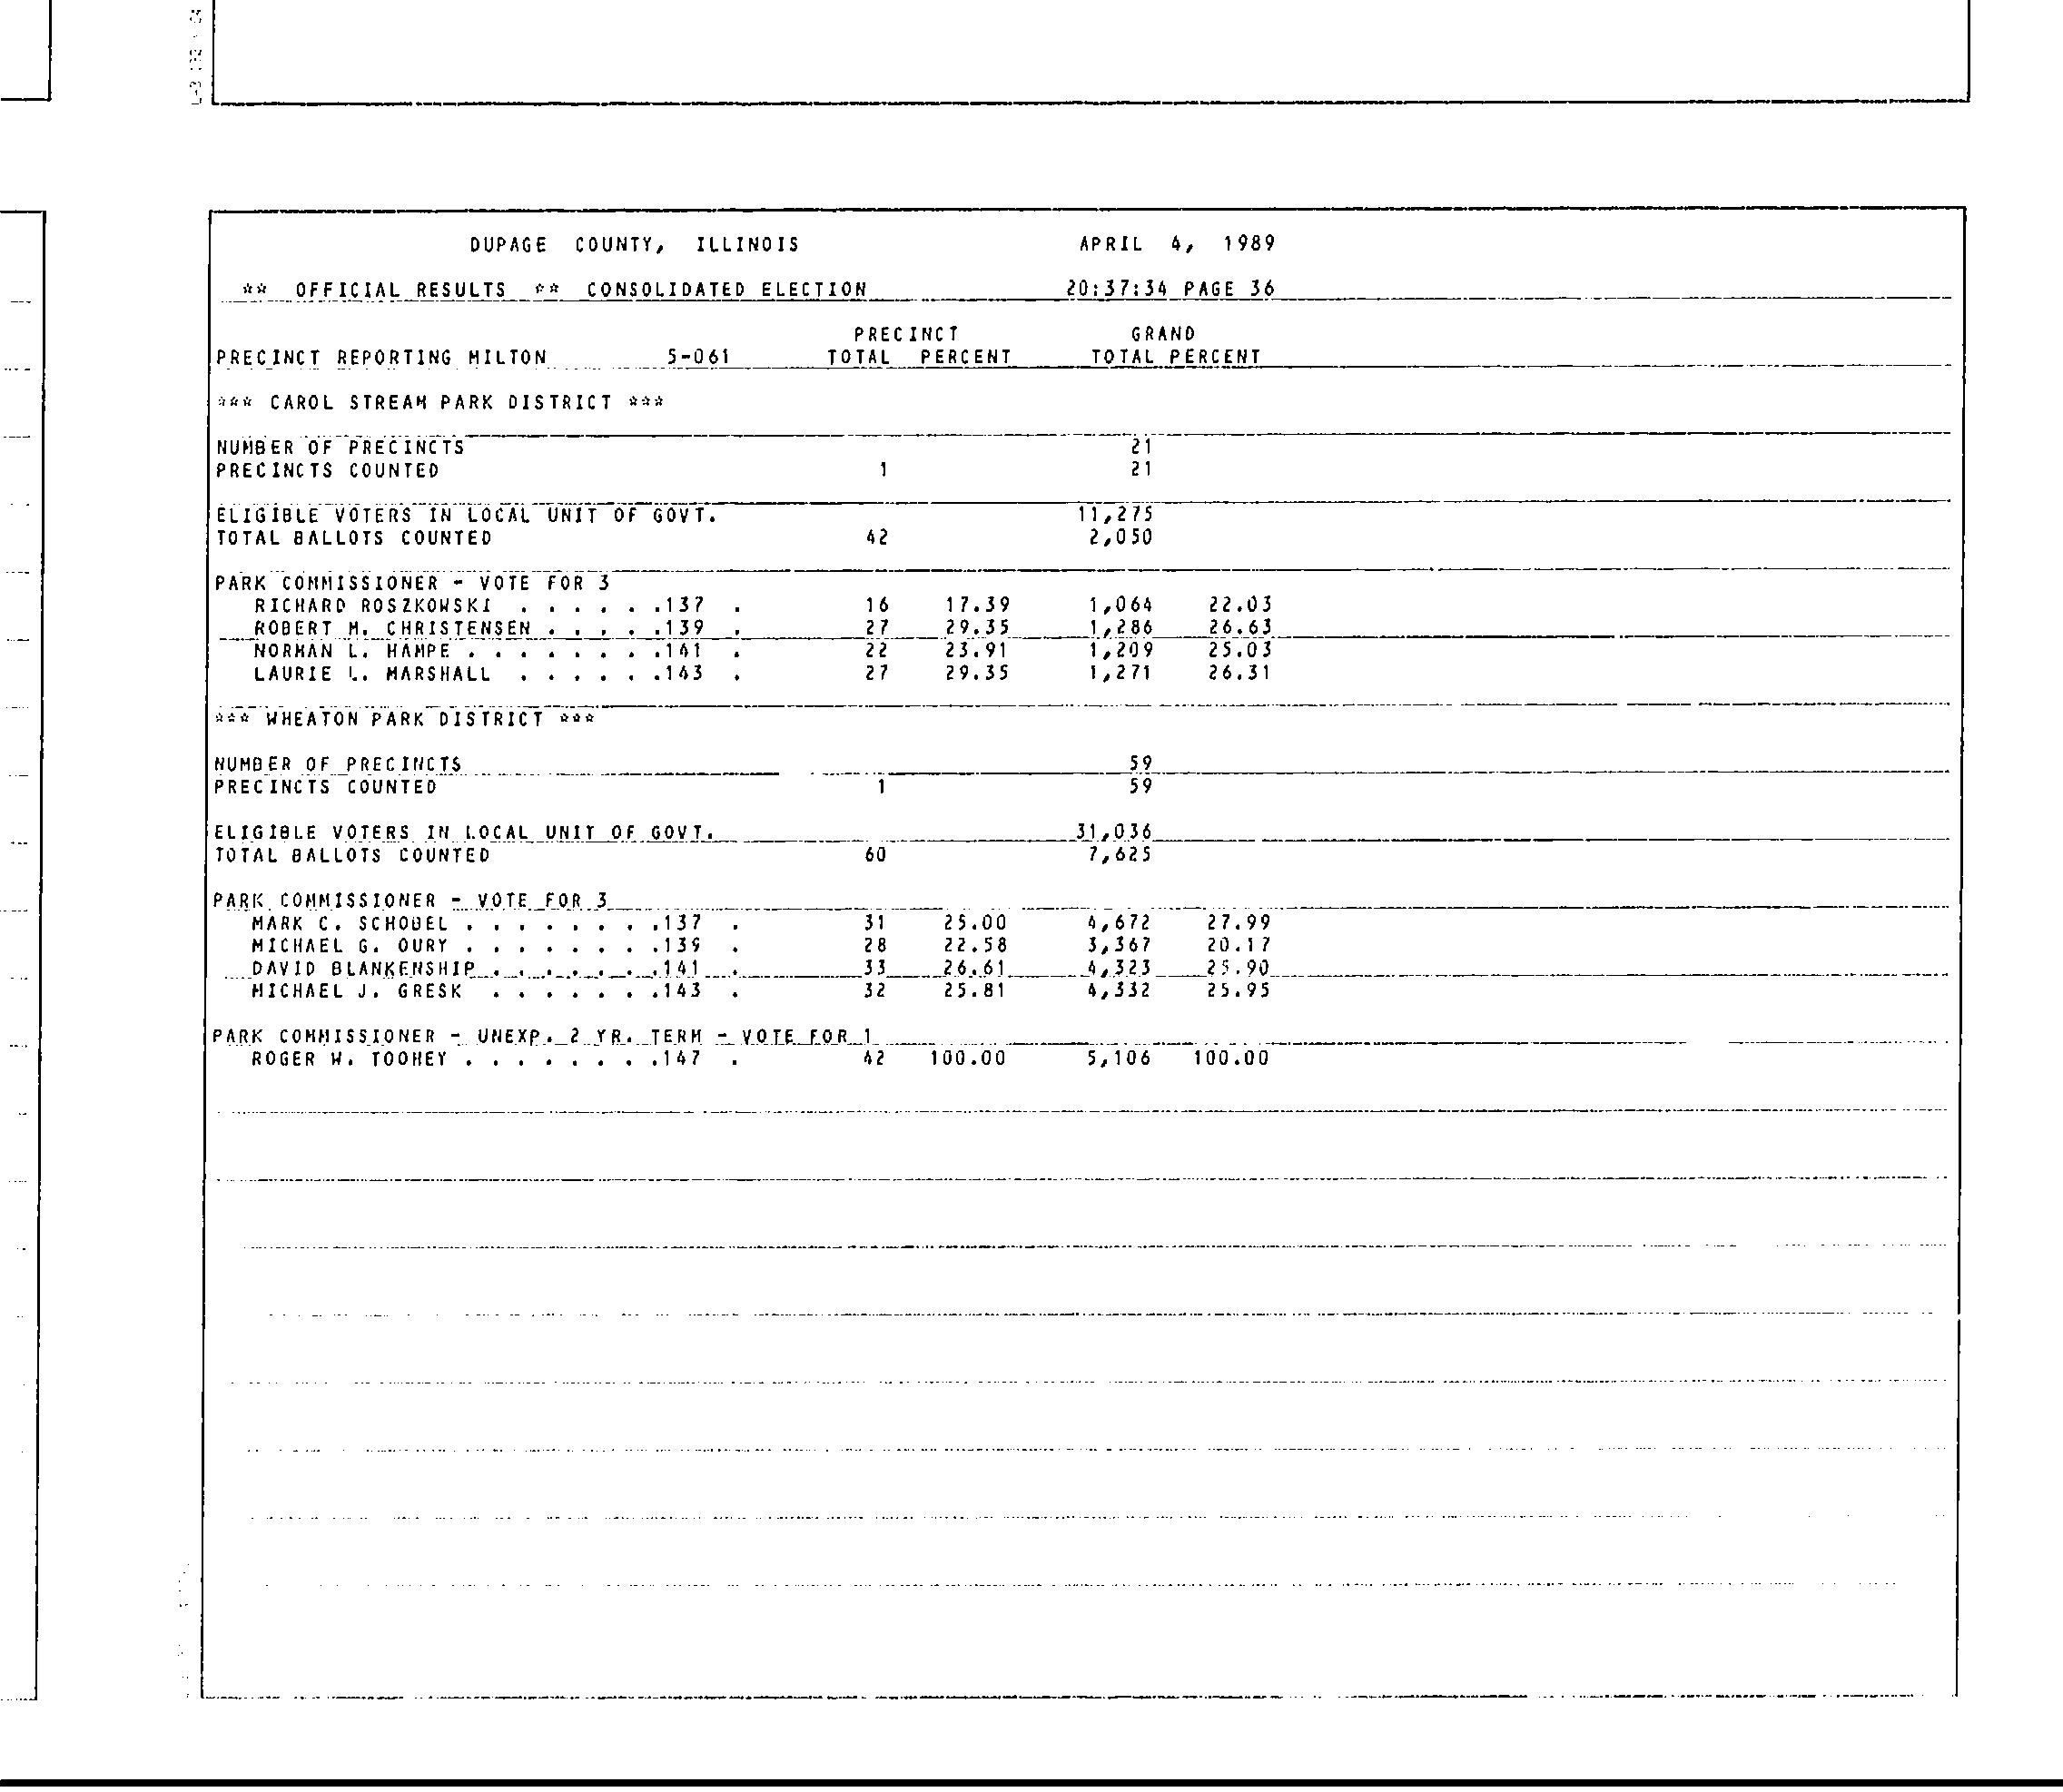 DUPAGE COUNTY, ILLINOIS APRIL 4, 1989
** OFFICIAL RESULTS ** CONSOLIDATED ELECTION 20:37:34 PAGE 36
PRECINCT GRAND
PRECINCT REPORTING MILTON 5-061 TOTAL PERCENT TOTAL PERCENT
*** CAROL STREAM PARK DISTRICT ***
NUMBER OF PRECINCTS 21
PRECINCTS COUNTED 1 21
ELIGIBLE VOTERS IN LOCAL UNIT OF GOVT. 11,275
TOTAL BALLOTS COUNTED 42 2,050
PARK COMMISSIONER - VOTE FOR 3
RICHARD ROSZKOWSKI . . . . . .137 . 16 17.39 1,064 22.03
ROBERT M. CHRISTENSEN . . . . .139 . 27 29.35 1,286 26.63
NORMAN L. HAMPE . . . . . . . .141 . 22 23.91 1,209 25.03
LAURIE L. MARSHALL . . . . . .143 . 27 29.35 1,271 26.31
*** WHEATON PARK DISTRICT ***
NUMBER OF PRECINCTS 59
PRECINCTS COUNTED 1 59
ELIGIBLE VOTERS IN LOCAL UNIT OF GOVT. 31,036
TOTAL BALLOTS COUNTED 60 7,625
PARK COMMISSIONER - VOTE FOR 3
MARK C. SCHOBEL . . . . . . . .137 . 31 25.00 4,672 27.99
MICHAEL G. OURY . . . . . . . .139 . 28 22.58 3,367 20.17
DAVID BLANKENSHIP . . . . . . .141 . 33 26.61 4,323 25.90
MICHAEL J. GRESK . . . . . . .143 . 32 25.81 4,332 25.95
PARK COMMISSIONER - UNEXP. 2 YR. TERM - VOTE FOR 1
ROGER W. TOOHEY . . . . . . . .147 . 42 100.00 5,106 100.00